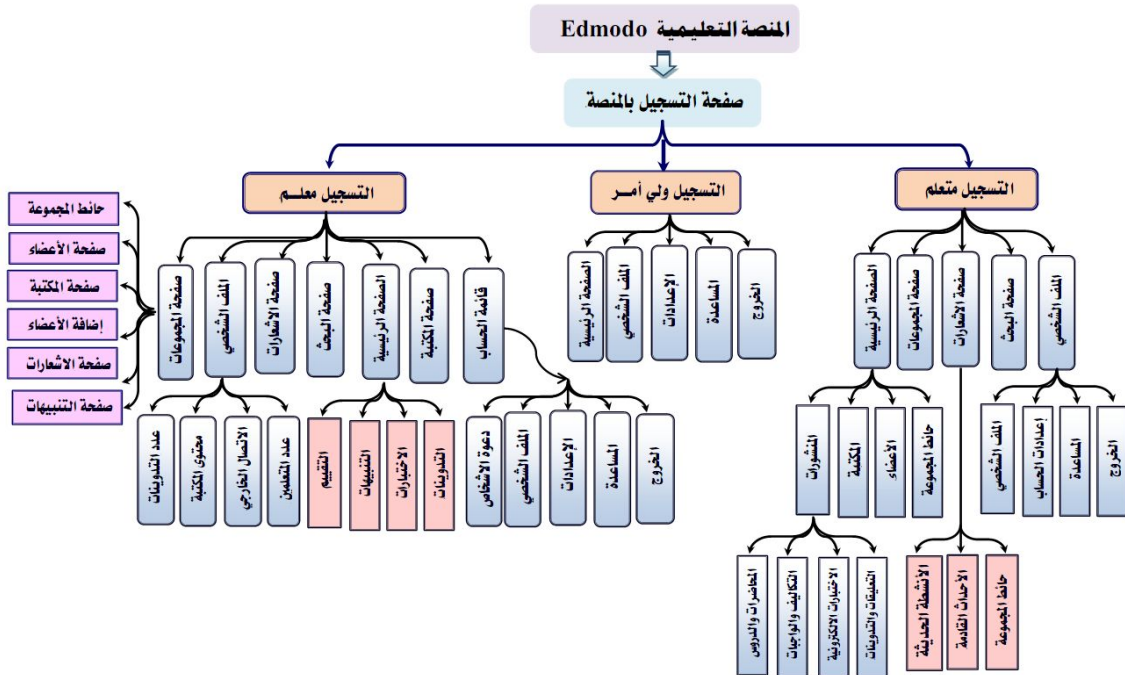 المنصة التعليمية Edmodo
صفحة التسجيل بالمنصة
التسجيل متعلم
التسجيل ولي أمـــر
التسجيل معلـــم
الملف الشخصي
صفحة البحث
صفحة الاشعارات
صفحة المجموعات
الصفحة الرئيسية
الخروج
المساعدة
إعدادات الحساب
الملف الشخصي
حائط المجموعة
الأعضاء
المكتبة
المنشورات
حائط المجموعة
الأحداث القادمة
الأنشطة الحديثة
التعليقات والتدوينات
الاختبارات الالكترونية
التكاليف والواجبات
المحاضرات والدروس
الخروج
المساعدة
الإعدادات
الملف الشخصي
الصفحة الرئيسية
قائمة الحساب
صفحة المكتبة
الصفحة الرئيسية
صفحة البحث
صفحة الاشعارات
الملف الشخصي
صفحة المجموعات
الخروج
المساعدة
الإعدادات
الملف الشخصي
دعوة الاشخاص
التدوينات
الاختبارات
التنبيهات
التقييم
عدد المتعلمين
الاتصال الخارجي
محتوى المكتبة
عدد التدوينات
حائط المجموعة
صفحة الأعضاء
صفحة المكتبة
إضافة الأعضاء
صفحة الاشعارات
صفحة التنبيهات